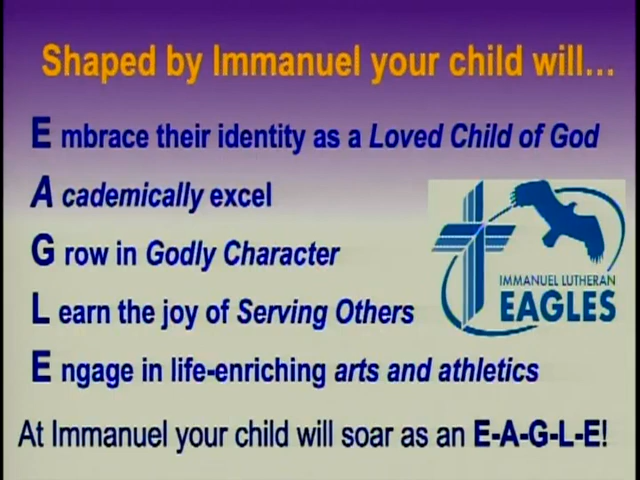 Shaped by Immanuel your child will...
E mbrace their identity as a Loved Child of God
A cademically excel
G row in Godly Character
L earn the joy of Serving Others
E ngage in life-enriching arts and athletics
IMMANUEL LUTHERAN
EAGLES
At Immanuel your child will soar as an E-A-G-L-E!